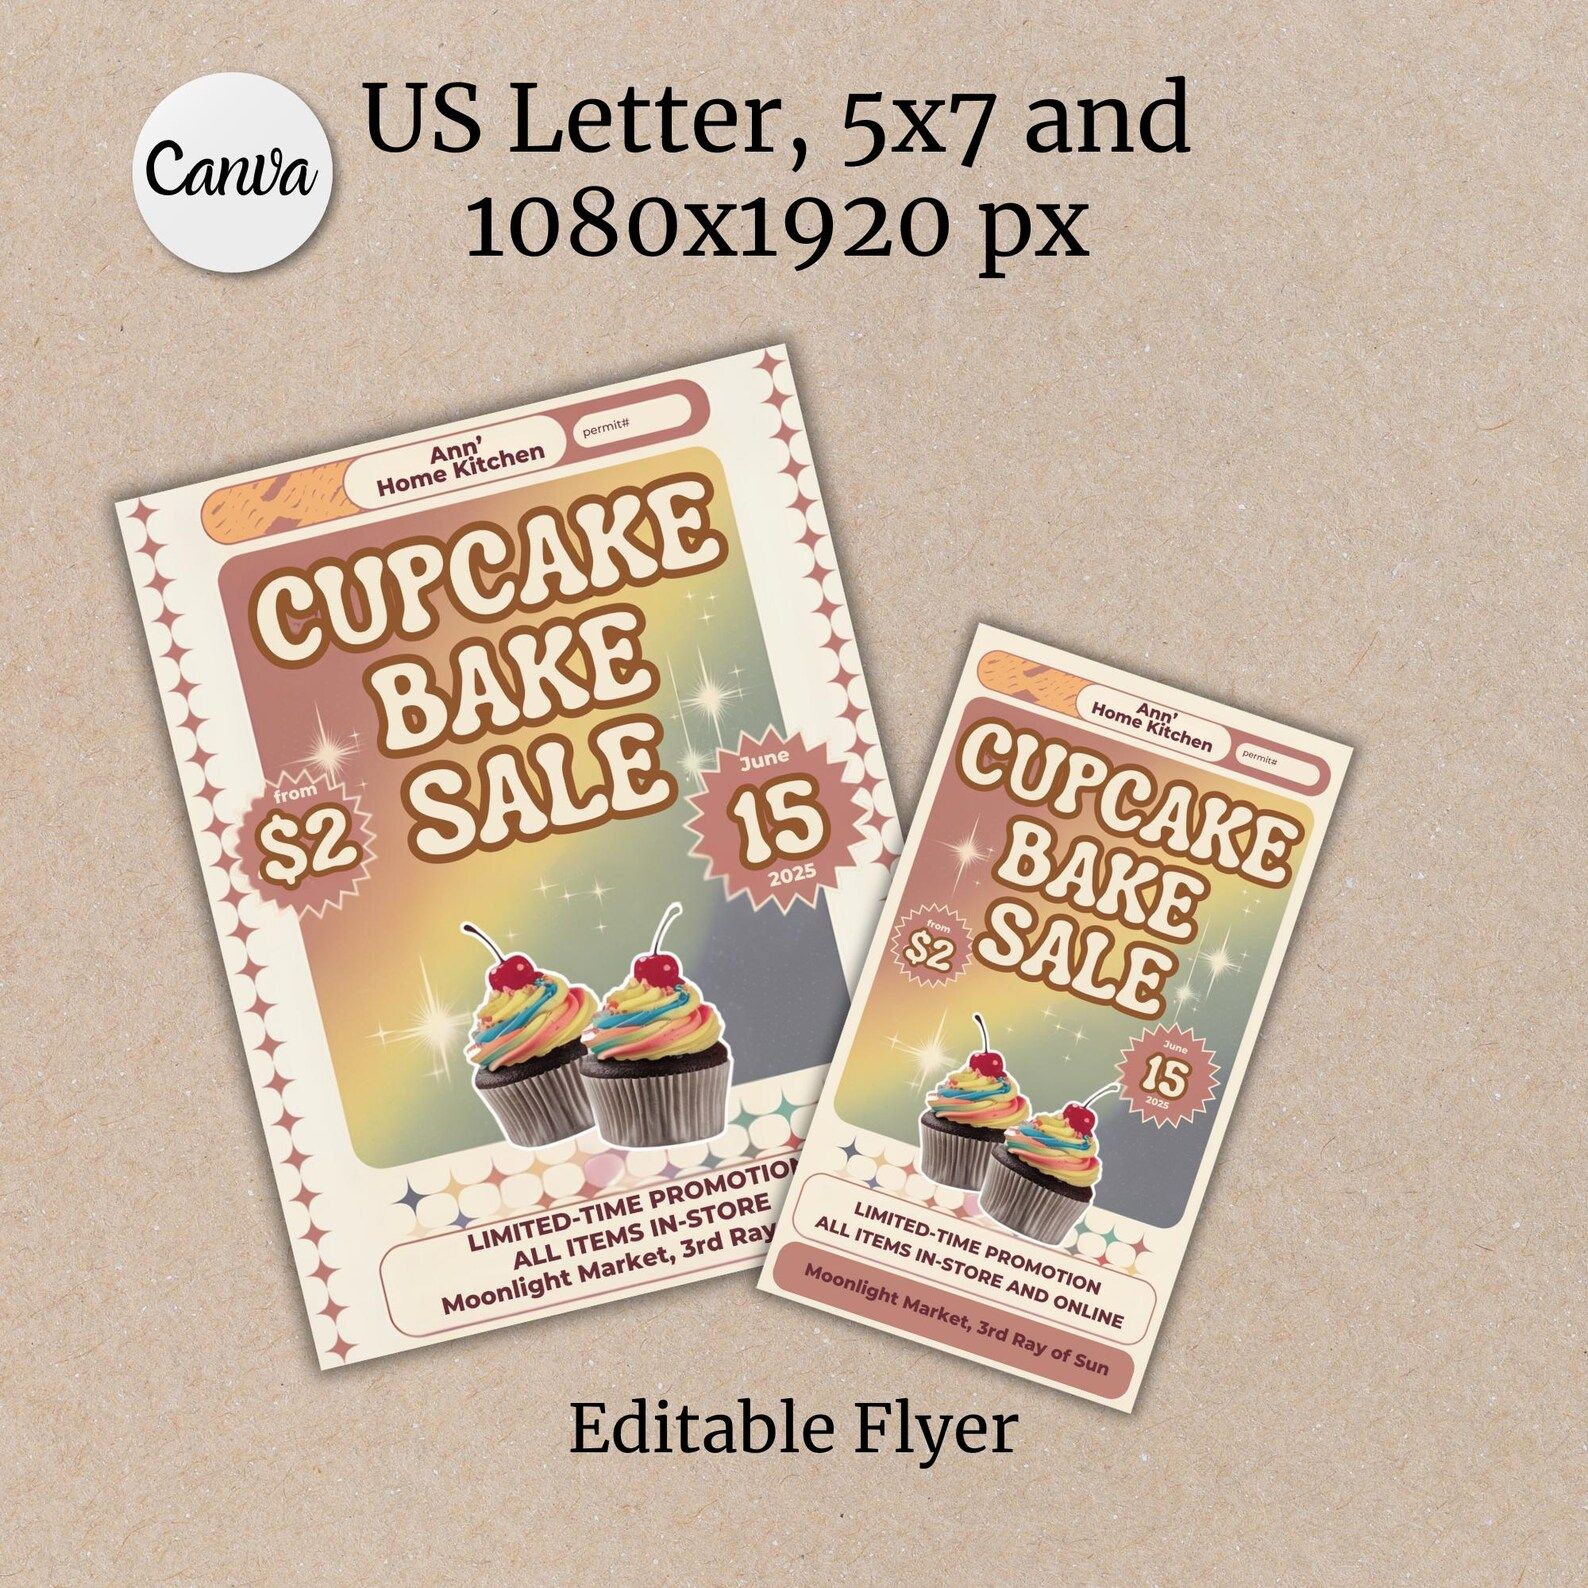 Canva
US Letter, 5x7 and
1080x1920 px
Ann'
Home Kitchen
permit#
CUPCAKE
BAKE
SALE
from
$2
June
15
2025
LIMITED-TIME PROMOTION
ALL ITEMS IN-STORE
Moonlight Market, 3rd Ray
Ann'
Home Kitchen
permit#
CUPCAKE
BAKE
SALE
from
$2
June
15
2025
LIMITED-TIME PROMOTION
ALL ITEMS IN-STORE AND ONLINE
Moonlight Market, 3rd Ray of Sun
Editable Flyer